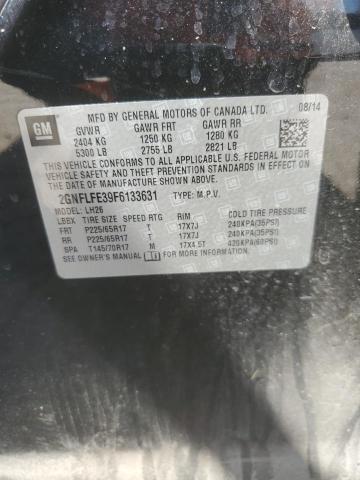 GM
MFD BY GENERAL MOTORS OF CANADA LTD. 08/14
GVWR GAWR FRT GAWR RR
2404 KG 1250 KG 1280 KG
5300 LB 2755 LB 2821 LB
THIS VEHICLE CONFORMS TO ALL APPLICABLE U.S. FEDERAL MOTOR
VEHICLE SAFETY AND THEFT PREVENTION STANDARDS IN EFFECT ON
THE DATE OF MANUFACTURE SHOWN ABOVE.
2GNFLFE39F6133631 TYPE: M.P.V.
MODEL: LH26
LBEX TIRE SIZE SPEED RTG RIM COLD TIRE PRESSURE
FRT P225/65R17 T 17X7J 240KPA(35PSI)
RR P225/65R17 T 17X7J 240KPA(35PSI)
SPA T145/70R17 M 17X4.5T 420KPA(60PSI)
SEE OWNER'S MANUAL FOR MORE INFORMATION.